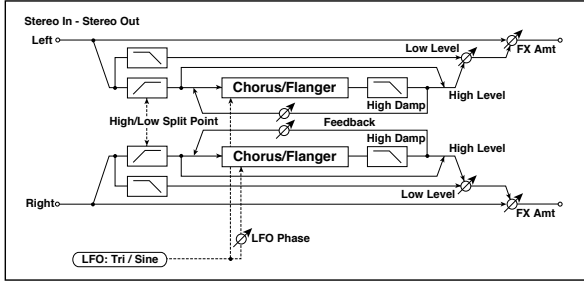 Stereo In - Stereo Out
Left
Low Level
FX Amt
Chorus/Flanger
High Damp
High Level
High/Low Split Point
Feedback
High Damp
Chorus/Flanger
High Level
Low Level
Right
FX Amt
LFO Phase
LFO: Tri / Sine